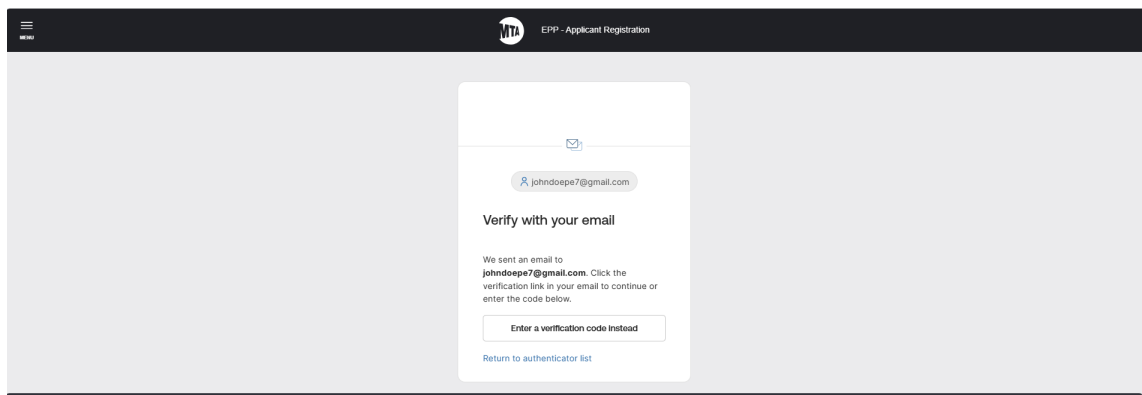 MENU
MTA
EPP - Applicant Registration
johndoepe7@gmail.com
Verify with your email
We sent an email to
johndoepe7@gmail.com. Click the
verification link in your email to continue or
enter the code below.
Enter a verification code instead
Return to authenticator list